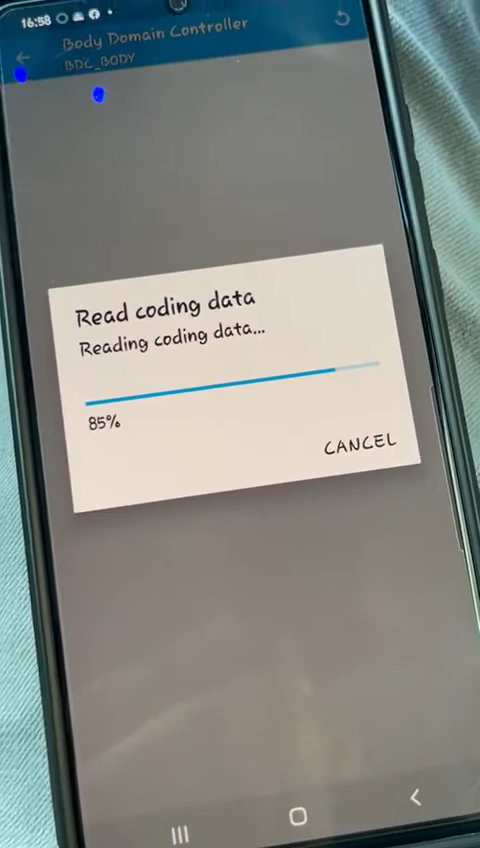 16:58
Body Domain Controller
BDC_BODY
Read coding data
Reading coding data...
85%
CANCEL